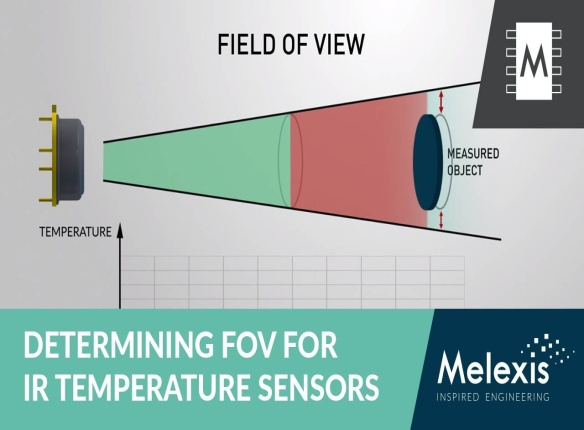 FIELD OF VIEW
M
MEASURED
OBJECT
TEMPERATURE
DETERMINING FOV FOR
IR TEMPERATURE SENSORS
Melexis
INSPIRED ENGINEERING